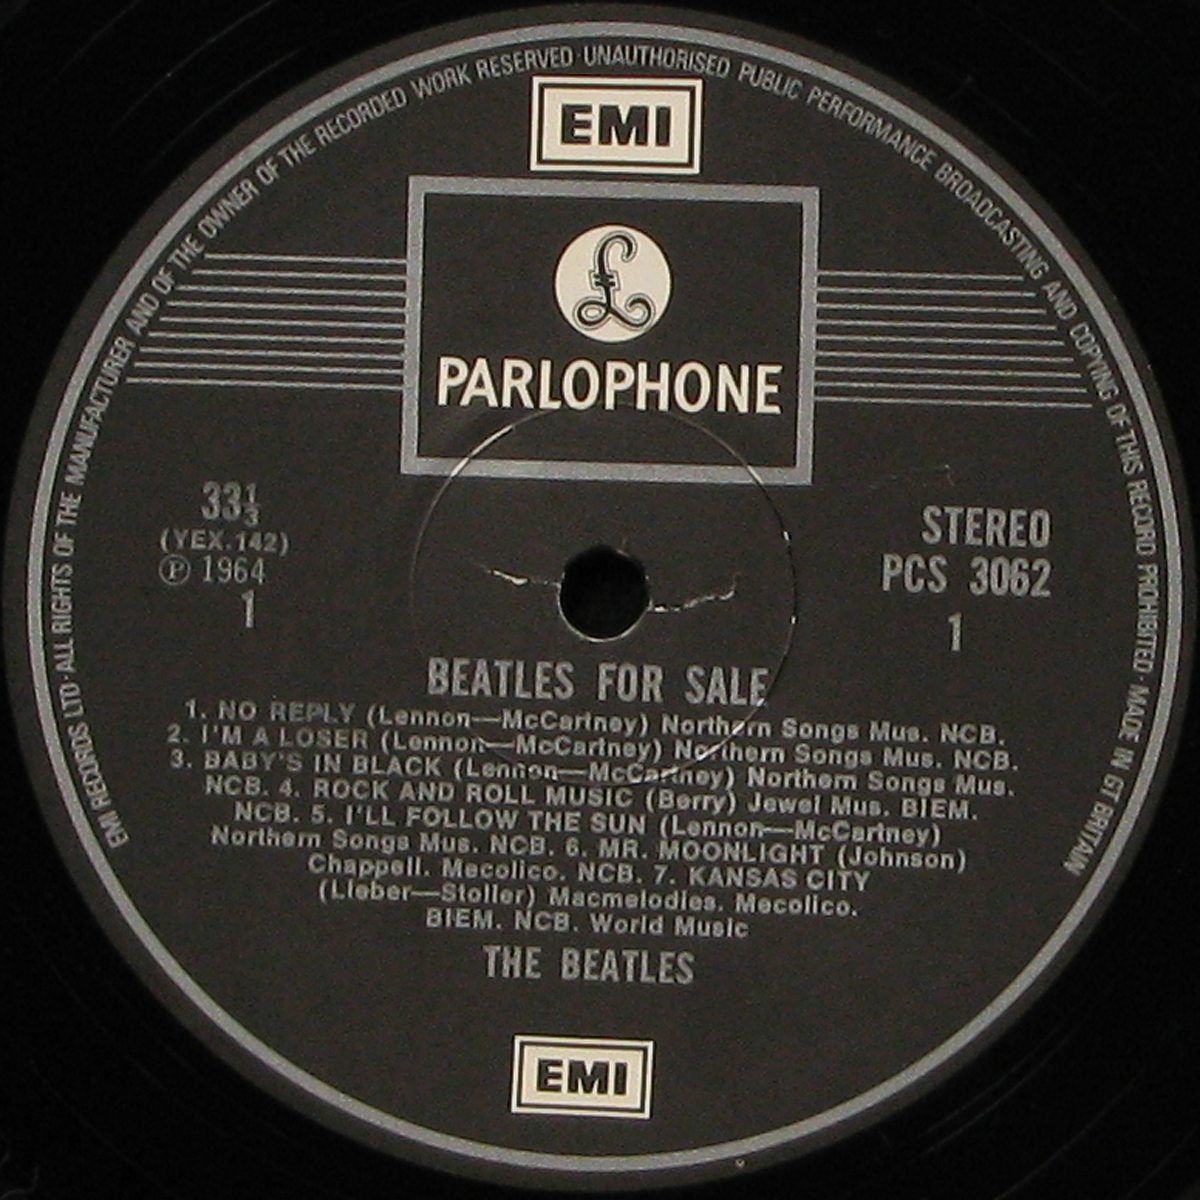 EMI RECORDS LTD·ALL RIGHTS OF THE MANUFACTURER AND OF THE OWNER OF THE RECORDED WORK RESERVED·UNAUTHORISED PUBLIC PERFORMANCE BROADCASTING AND COPYING OF THIS RECORD PROHIBITED·MADE IN GT BRITAIN
EMI
£
PARLOPHONE
33⅓
(YEX.142)
℗ 1964
1
STEREO
PCS 3062
1
BEATLES FOR SALE
1. NO REPLY (Lennon—McCartney) Northern Songs Mus. NCB.
2. I'M A LOSER (Lennon—McCartney) Northern Songs Mus. NCB.
3. BABY'S IN BLACK (Lennon—McCartney) Northern Songs Mus.
NCB. 4. ROCK AND ROLL MUSIC (Berry) Jewel Mus. BIEM.
NCB. 5. I'LL FOLLOW THE SUN (Lennon—McCartney)
Northern Songs Mus. NCB. 6. MR. MOONLIGHT (Johnson)
Chappell. Mecolico. NCB. 7. KANSAS CITY
(Lieber—Stoller) Macmelodies. Mecolico.
BIEM. NCB. World Music
THE BEATLES
EMI